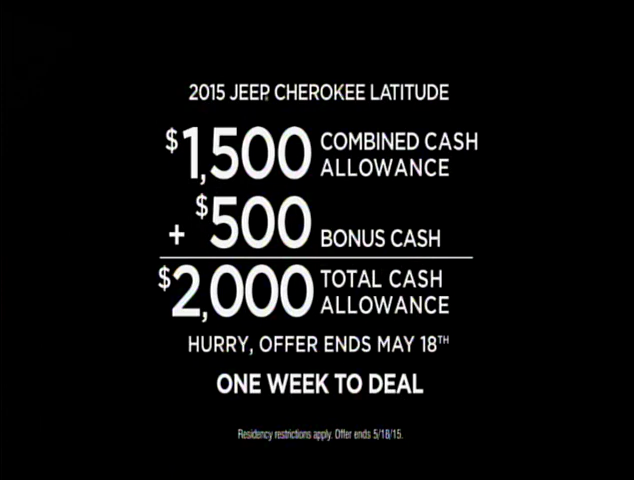 2015 JEEP® CHEROKEE LATITUDE
$1,500 COMBINED CASH ALLOWANCE
+ $500 BONUS CASH
$2,000 TOTAL CASH ALLOWANCE
HURRY, OFFER ENDS MAY 18TH
ONE WEEK TO DEAL
Residency restrictions apply. Offer ends 5/18/15.